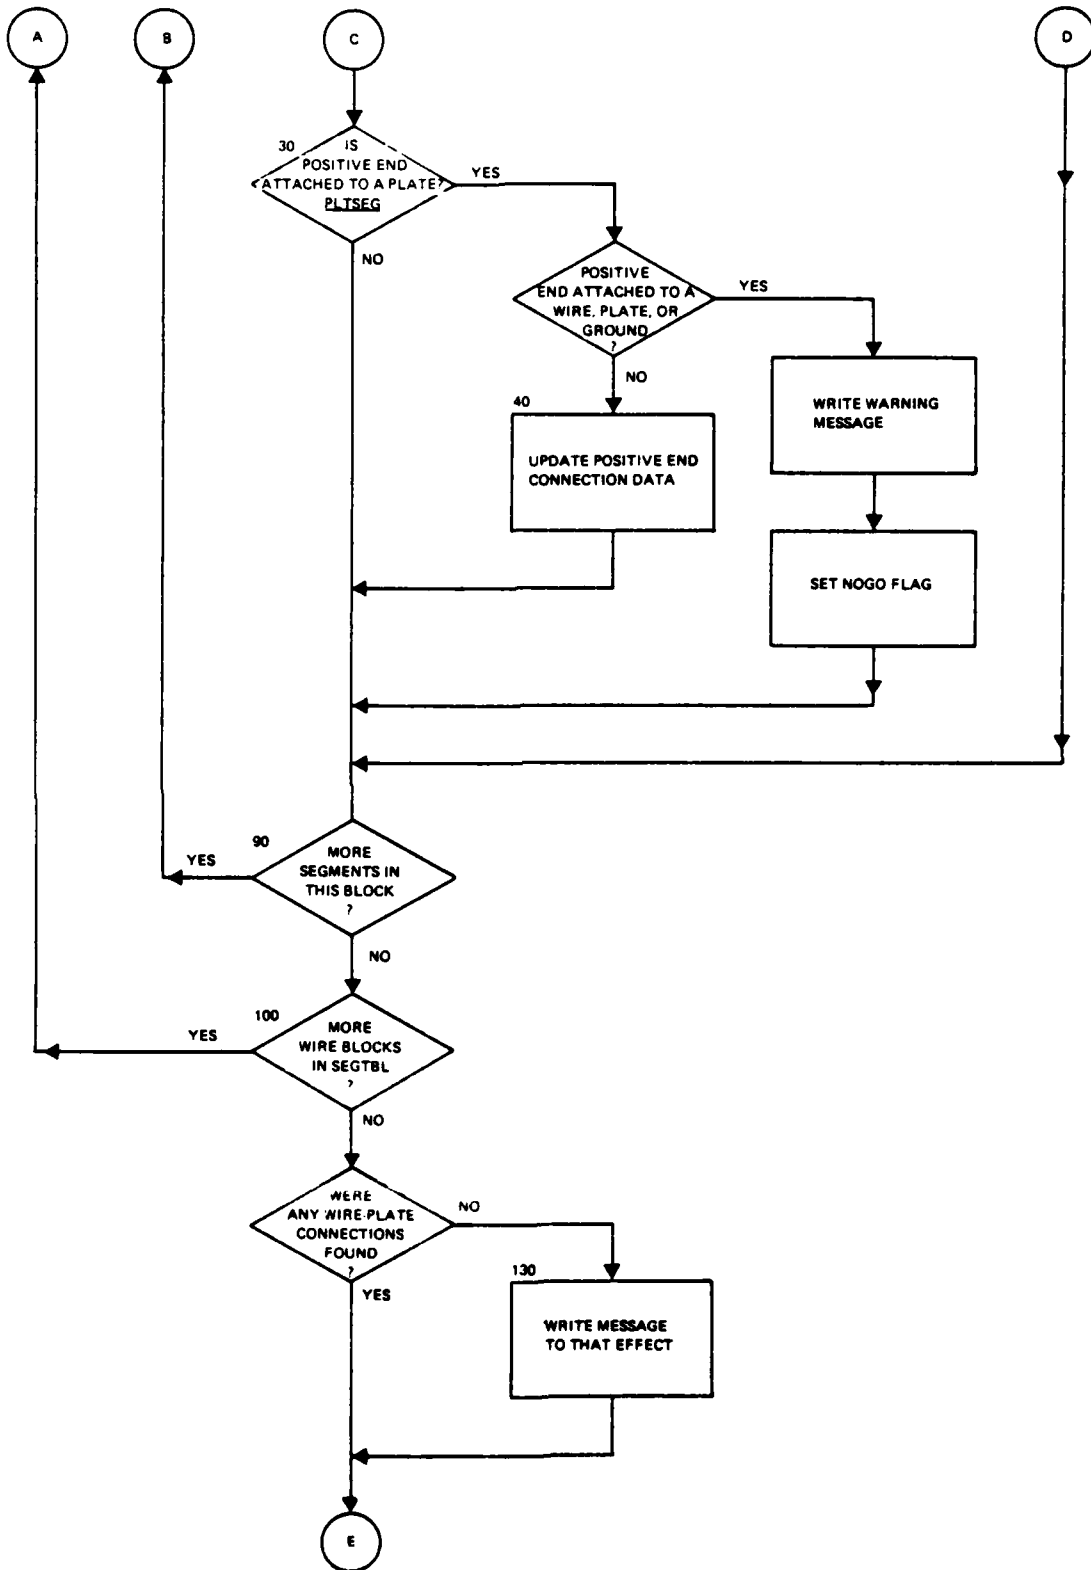 A
B
C
D
30
IS
POSITIVE END
ATTACHED TO A PLATE?
PLTSEG
YES
NO
POSITIVE
END ATTACHED TO A
WIRE, PLATE, OR
GROUND
?
YES
NO
40
UPDATE POSITIVE END
CONNECTION DATA
WRITE WARNING
MESSAGE
SET NOGO FLAG
90
MORE
SEGMENTS IN
THIS BLOCK
?
YES
NO
100
MORE
WIRE BLOCKS
IN SEGTBL
?
YES
NO
WERE
ANY WIRE-PLATE
CONNECTIONS
FOUND
?
NO
YES
130
WRITE MESSAGE
TO THAT EFFECT
E